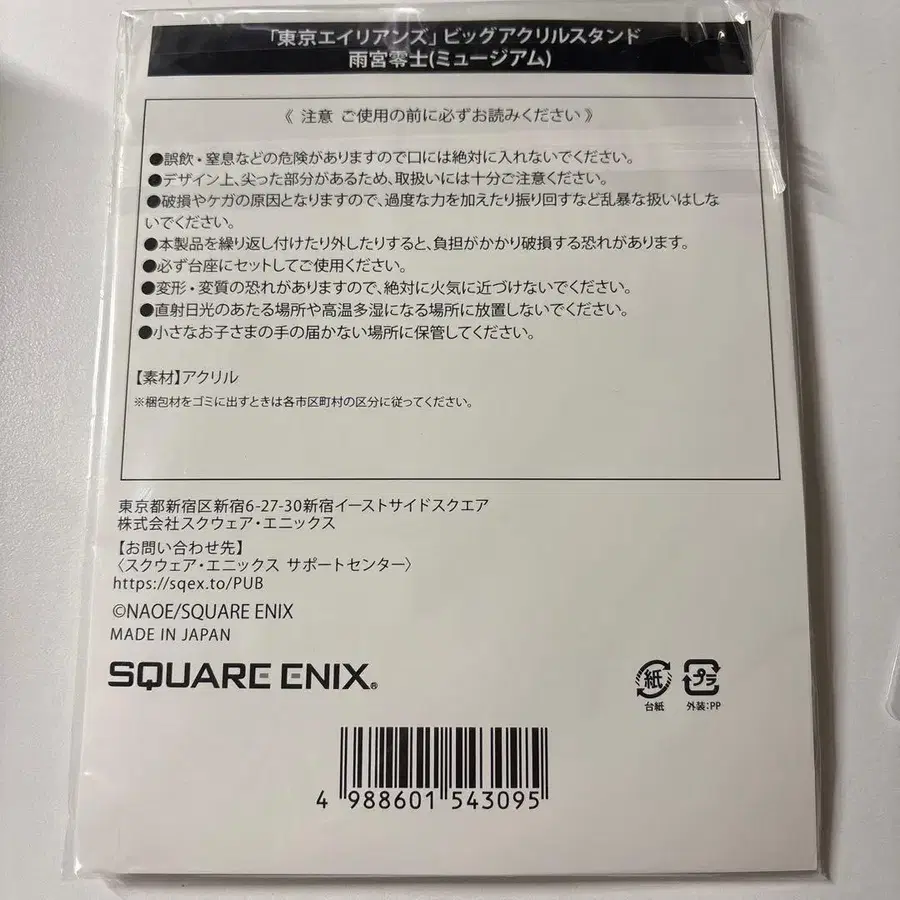 「東京エイリアンズ」ビッグアクリルスタンド
雨宮零士(ミュージアム)
《 注意 ご使用の前に必ずお読みください 》
●誤飲・窒息などの危険がありますので口には絶対に入れないでください。
●デザイン上、尖った部分があるため、取扱いには十分ご注意ください。
●破損やケガの原因となりますので、過度な力を加えたり振り回すなど乱暴な扱いはしな
いでください。
●本製品を繰り返し付けたり外したりすると、負担がかかり破損する恐れがあります。
●必ず台座にセットしてご使用ください。
●変形・変質の恐れがありますので、絶対に火気に近づけないでください。
●直射日光のあたる場所や高温多湿になる場所に放置しないでください。
●小さなお子さまの手の届かない場所に保管してください。
【素材】アクリル
※梱包材をゴミに出すときは各市区町村の区分に従ってください。
東京都新宿区新宿6-27-30新宿イーストサイドスクエア
株式会社スクウェア・エニックス
【お問い合わせ先】
〈スクウェア・エニックス サポートセンター〉
https://sqex.to/PUB
©NAOE/SQUARE ENIX
MADE IN JAPAN
SQUARE ENIX®
紙 プラ
台紙 外装:PP
4 988601 543095